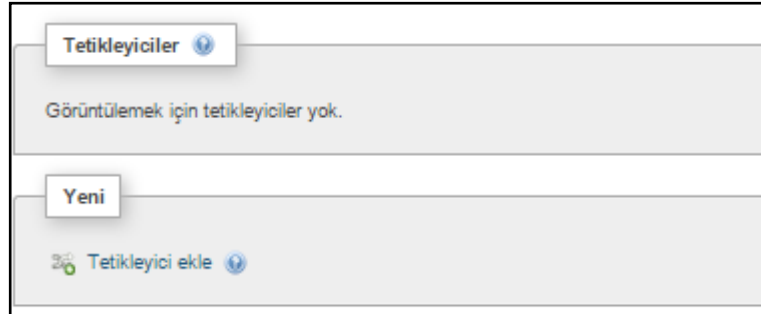 Tetikleyiciler
Görüntülemek için tetikleyiciler yok.
Yeni
Tetikleyici ekle